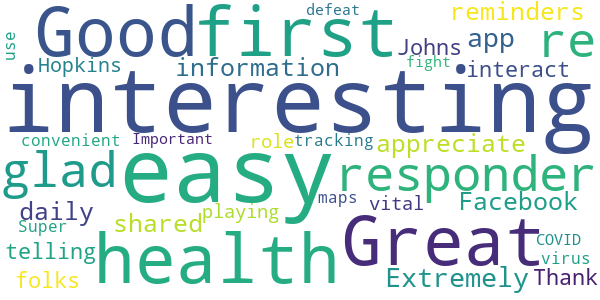 defeat
reminders
Good first
use
Johns app re
Hopkins information fight interact
interesting
convenient Important role tracking appreciate
glad easy responder
maps
daily vital Facebook
shared playing
Super Great
telling health COVID
virus
folks Extremely Thank